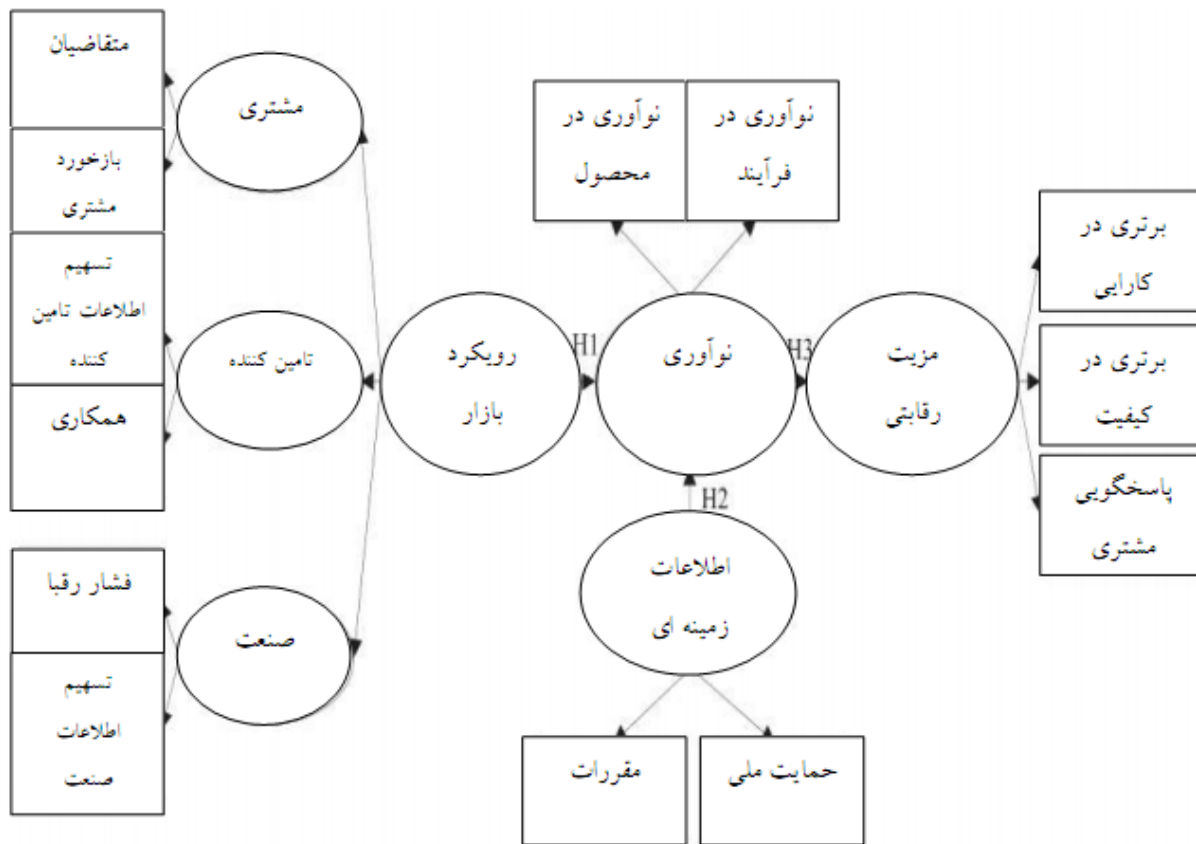 متقاضیان
بازخورد
مشتری
تسهیم
اطلاعات تامین
کننده
همکاری
فشار رقبا
تسهیم
اطلاعات
صنعت
مشتری
تامین کننده
صنعت
رویکرد
بازار
H1
نوآوری در
محصول
نوآوری در
فرآیند
نوآوری
H2
اطلاعات
زمینه ای
مقررات
حمایت ملی
H3
مزیت
رقابتی
برتری در
کارایی
برتری در
کیفیت
پاسخگویی
مشتری